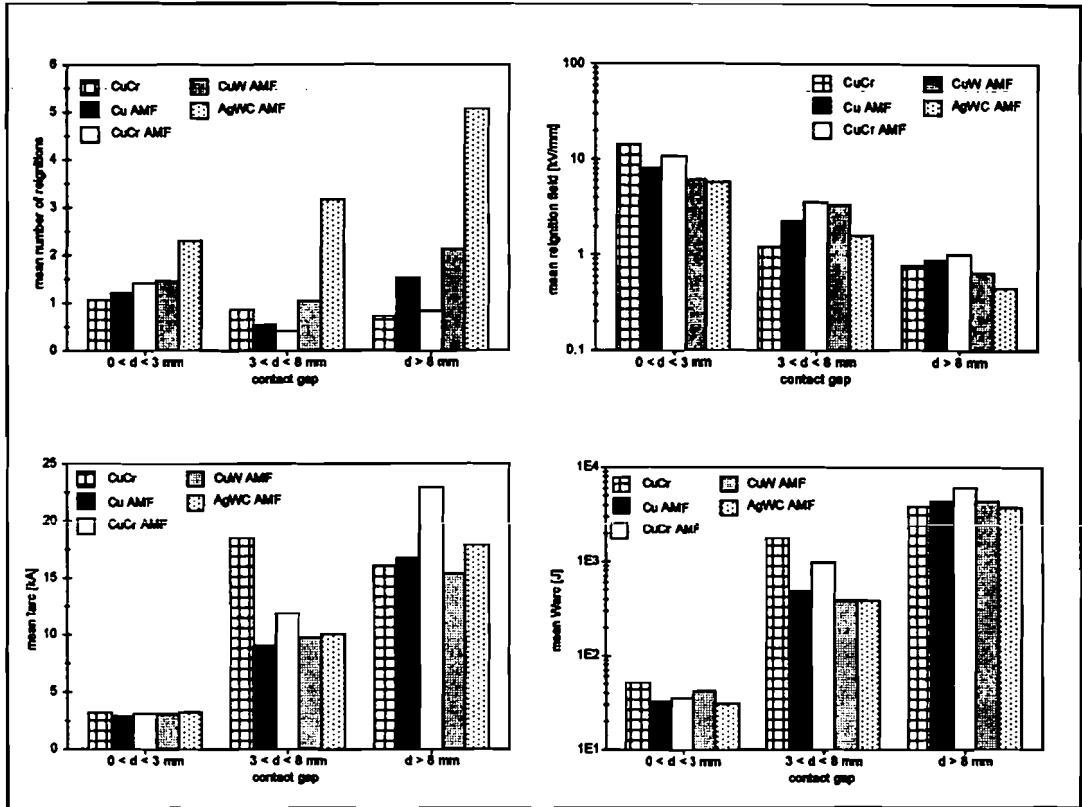 mean number of reignitions
6
5
4
3
2
1
0
CuCr
Cu AMF
CuCr AMF
CuW AMF
AgWC AMF
0 < d < 3 mm
3 < d < 8 mm
d > 8 mm
contact gap
mean reignition field [kV/mm]
100
10
1
0.1
CuCr
Cu AMF
CuCr AMF
CuW AMF
AgWC AMF
0 < d < 3 mm
3 < d < 8 mm
d > 8 mm
contact gap
mean Iarc [kA]
25
20
15
10
5
0
CuCr
Cu AMF
CuCr AMF
CuW AMF
AgWC AMF
0 < d < 3 mm
3 < d < 8 mm
d > 8 mm
contact gap
mean Warc [J]
1E4
1E3
1E2
1E1
CuCr
Cu AMF
CuCr AMF
CuW AMF
AgWC AMF
0 < d < 3 mm
3 < d < 8 mm
d > 8 mm
contact gap